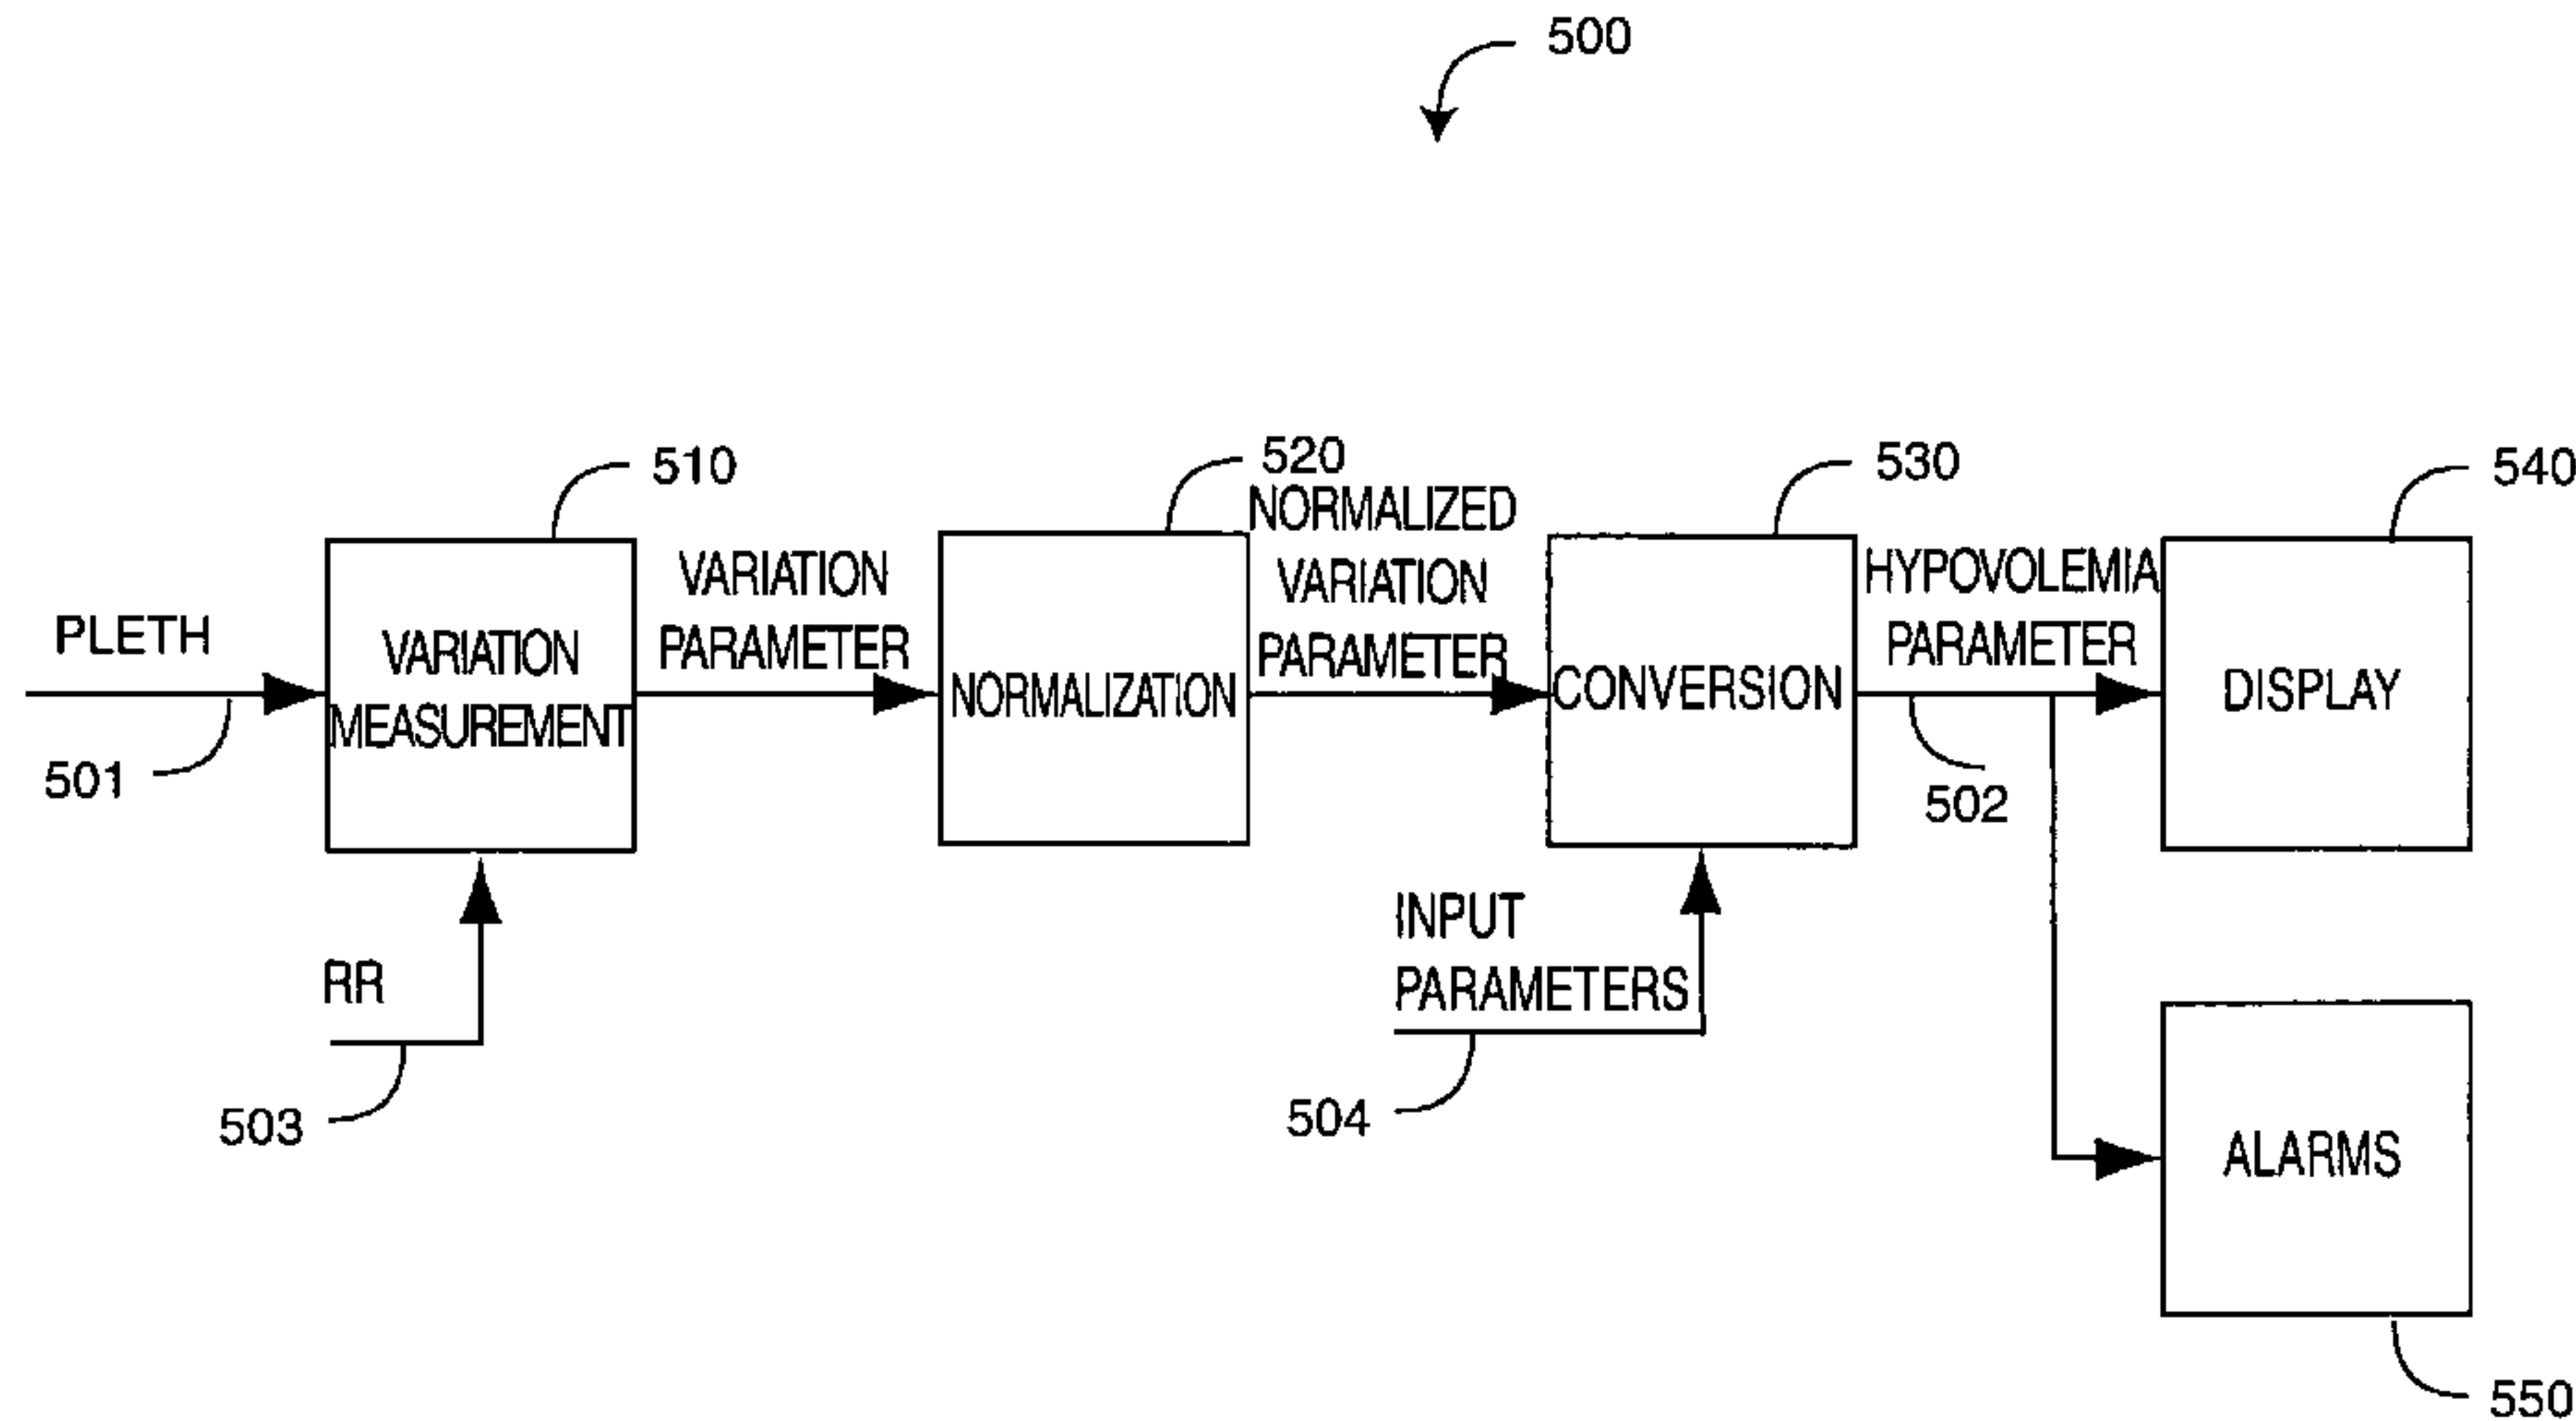 500
510
520
530
540
PLETH
501
VARIATION
MEASUREMENT
VARIATION
PARAMETER
NORMALIZATION
NORMALIZED
VARIATION
PARAMETER
CONVERSION
HYPOVOLEMIA
PARAMETER
502
DISPLAY
RR
503
INPUT
PARAMETERS
504
ALARMS
550